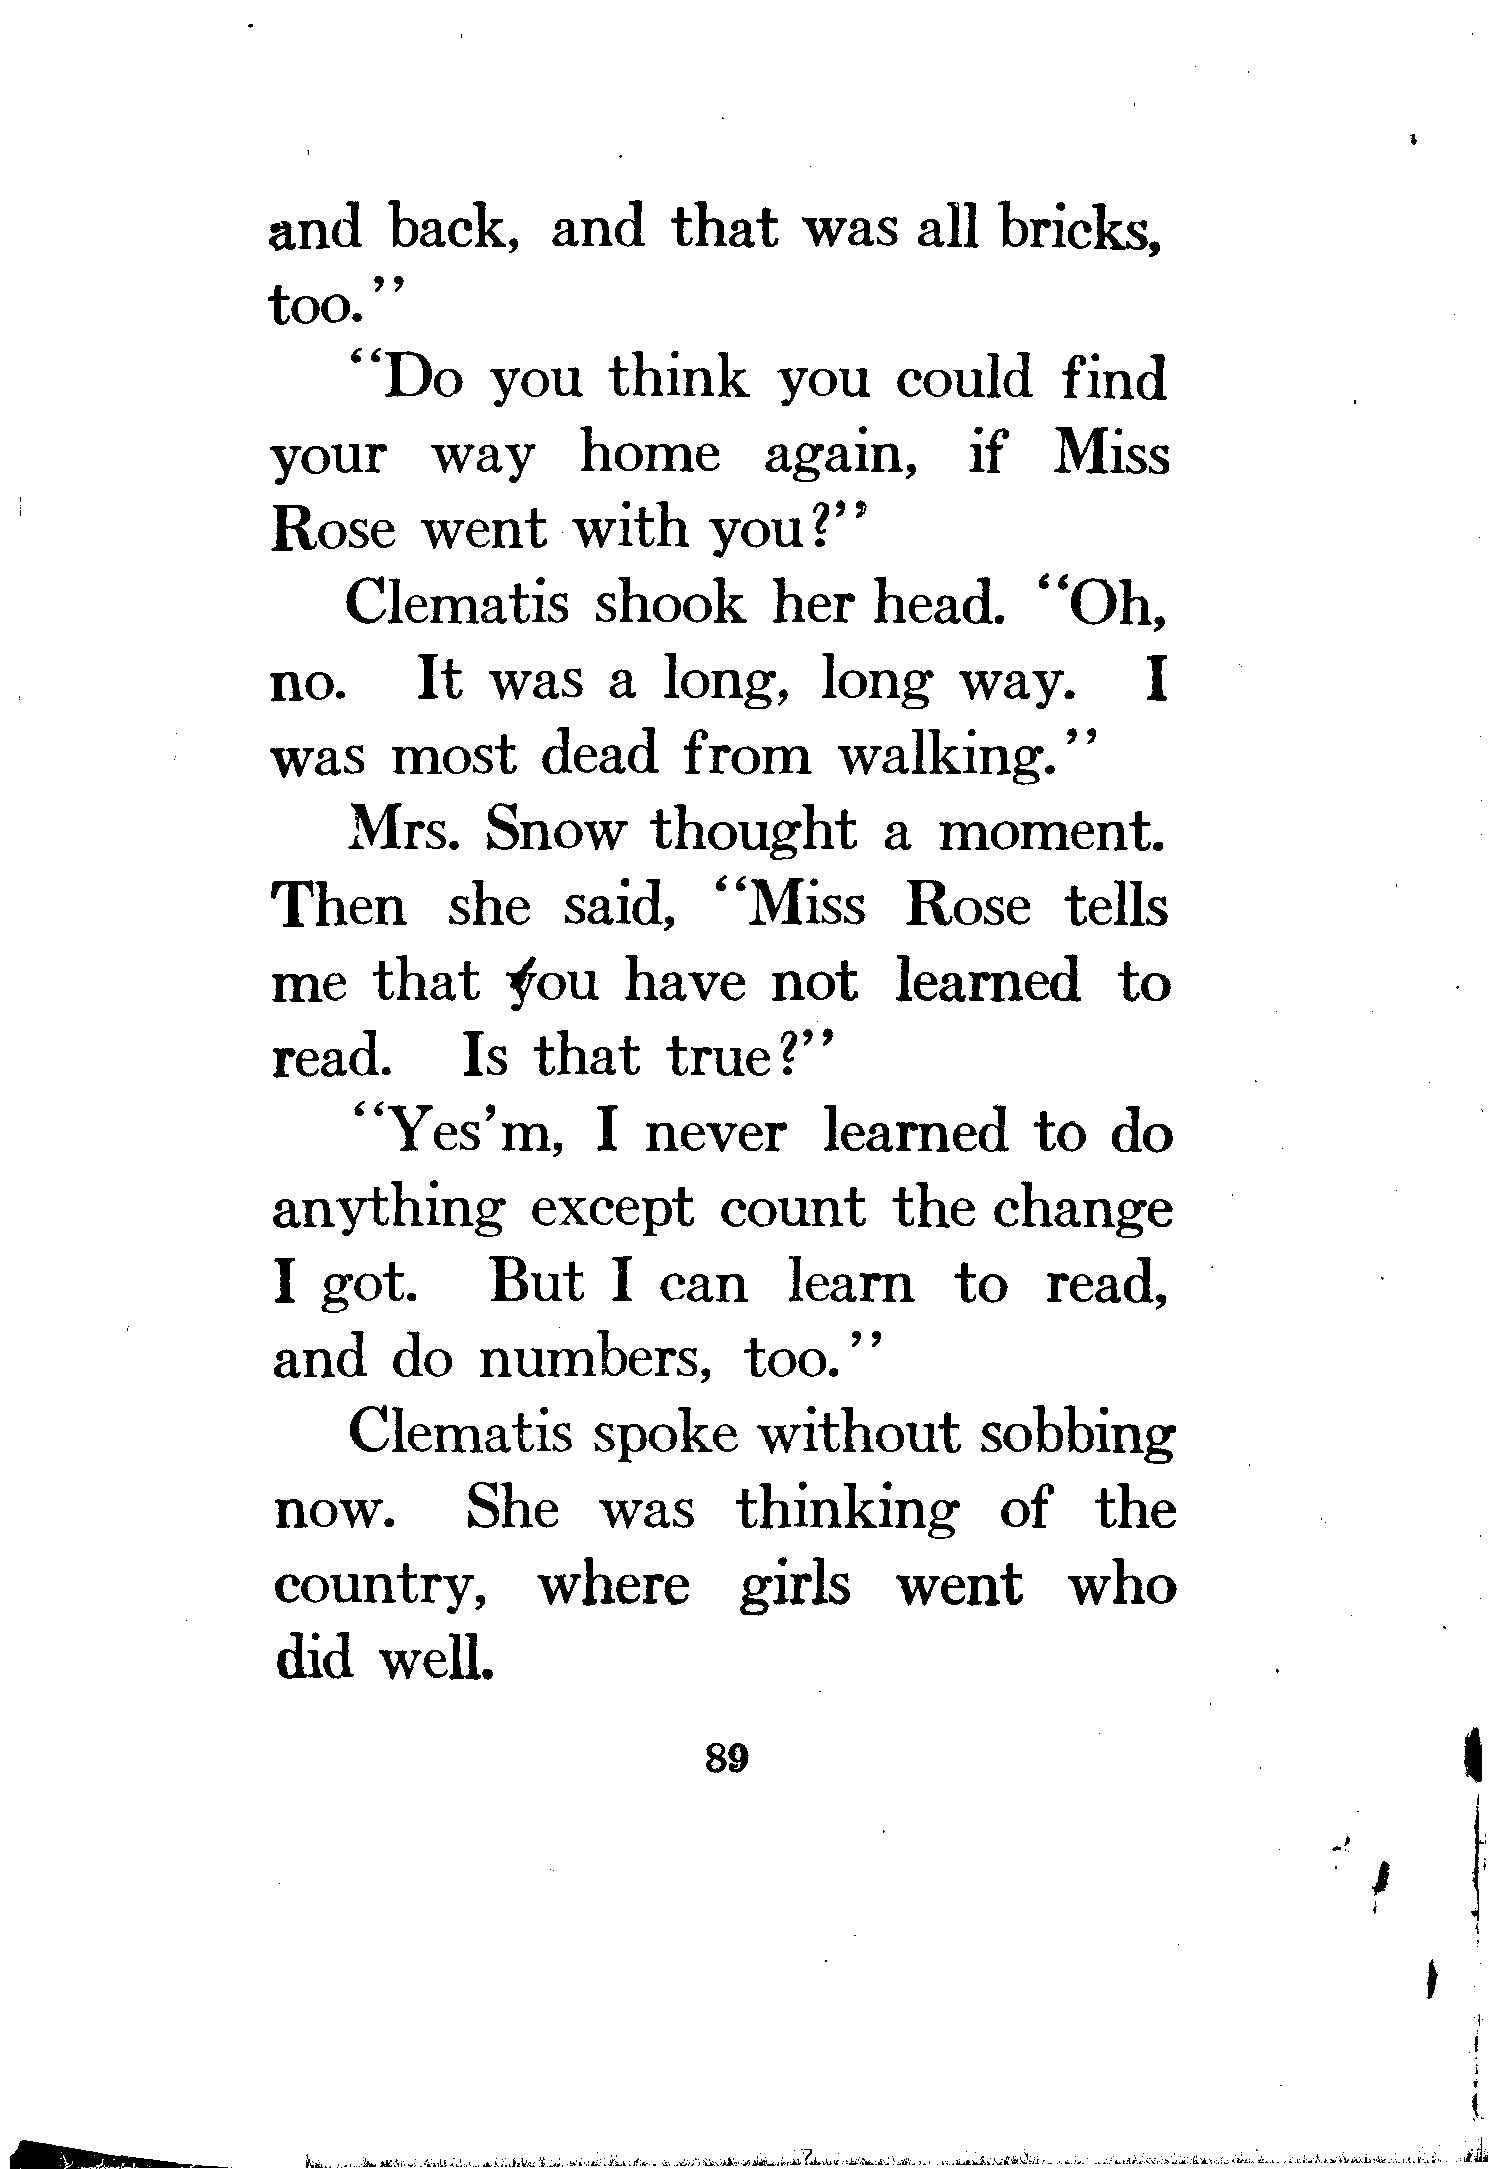 and back, and that was all bricks,
too."
"Do you think you could find
your way home again, if Miss
Rose went with you?"
Clematis shook her head. "Oh,
no. It was a long, long way. I
was most dead from walking."
Mrs. Snow thought a moment.
Then she said, "Miss Rose tells
me that you have not learned to
read. Is that true?"
"Yes'm, I never learned to do
anything except count the change
I got. But I can learn to read,
and do numbers, too."
Clematis spoke without sobbing
now. She was thinking of the
country, where girls went who
did well.
89